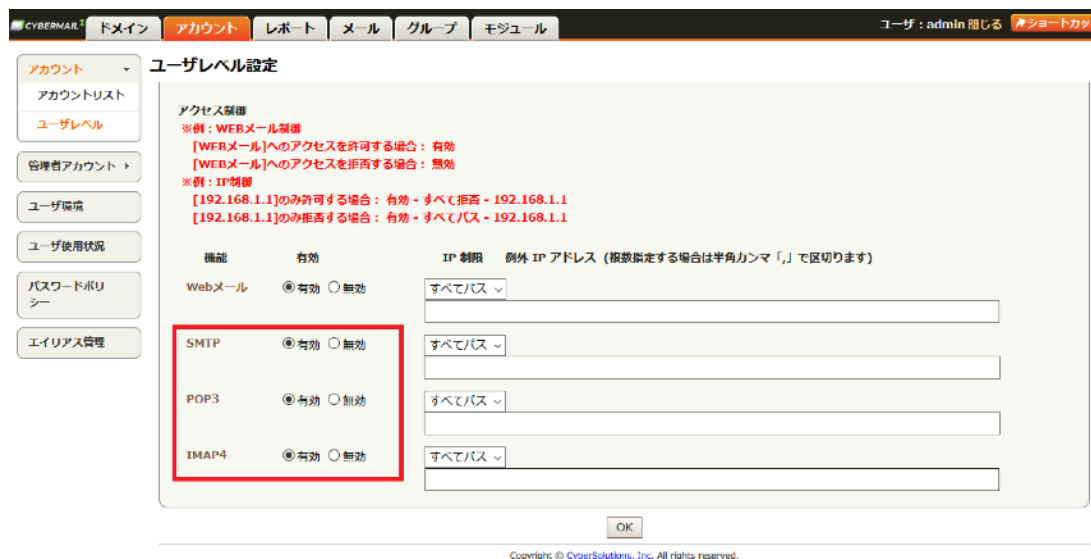 CYBERMAIL Σ ドメイン アカウント レポート メール グループ モジュール ユーザ：admin 閉じる ショートカッ
アカウント
アカウントリスト
ユーザレベル
管理者アカウント
ユーザ環境
ユーザ使用状況
パスワードポリ
シー
エイリアス管理
ユーザレベル設定
アクセス制御
※例：WEBメール制御
[WEBメール]へのアクセスを許可する場合： 有効
[WEBメール]へのアクセスを拒否する場合： 無効
※例：IP制御
[192.168.1.1]のみ許可する場合： 有効 - すべて拒否 - 192.168.1.1
[192.168.1.1]のみ拒否する場合： 有効 - すべてパス - 192.168.1.1
機能 有効 IP 制限 例外 IP アドレス (複数指定する場合は半角カンマ「,」で区切ります)
Webメール 有効 無効 すべてパス
SMTP 有効 無効 すべてパス
POP3 有効 無効 すべてパス
IMAP4 有効 無効 すべてパス
OK
Copyright © CyberSolutions, Inc. All rights reserved.